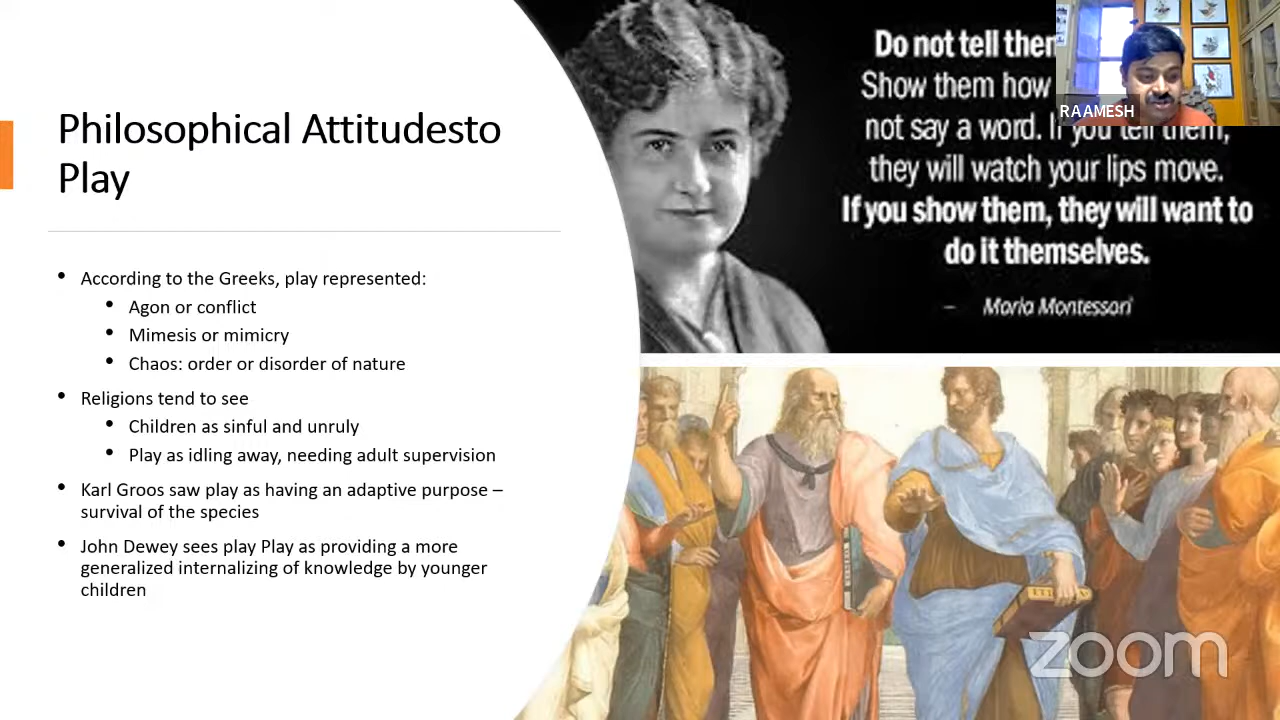 Philosophical Attitudesto
Play
• According to the Greeks, play represented:
• Agon or conflict
• Mimesis or mimicry
• Chaos: order or disorder of nature
• Religions tend to see
• Children as sinful and unruly
• Play as idling away, needing adult supervision
• Karl Groos saw play as having an adaptive purpose –
survival of the species
• John Dewey sees play Play as providing a more
generalized internalizing of knowledge by younger
children
Do not tell
Show them how
not say a word. If you tell them,
they will watch your lips move.
If you show them, they will want to
do it themselves.
– Maria Montessori
RAAMESH
zoom